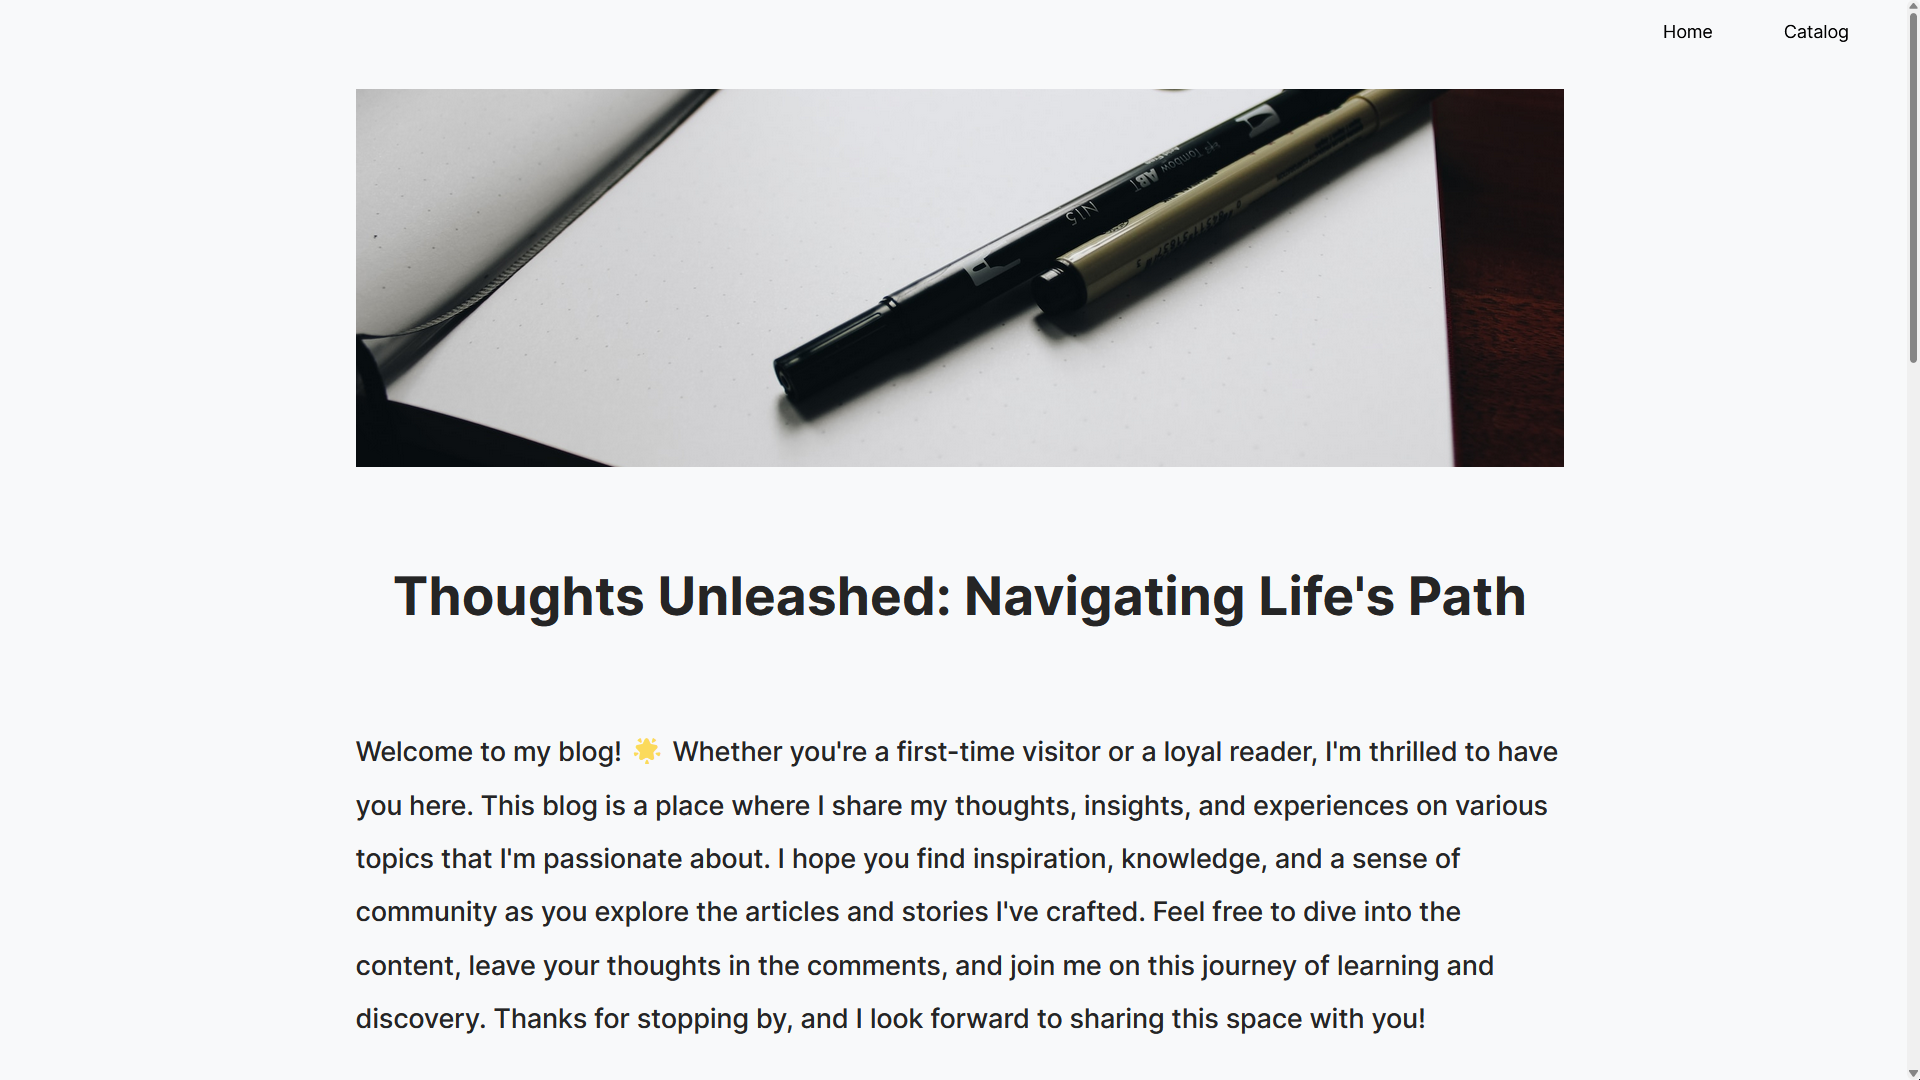 Home Catalog
Tombow
ABT
N15
Thoughts Unleashed: Navigating Life's Path
Welcome to my blog! 🌟 Whether you're a first-time visitor or a loyal reader, I'm thrilled to have
you here. This blog is a place where I share my thoughts, insights, and experiences on various
topics that I'm passionate about. I hope you find inspiration, knowledge, and a sense of
community as you explore the articles and stories I've crafted. Feel free to dive into the
content, leave your thoughts in the comments, and join me on this journey of learning and
discovery. Thanks for stopping by, and I look forward to sharing this space with you!